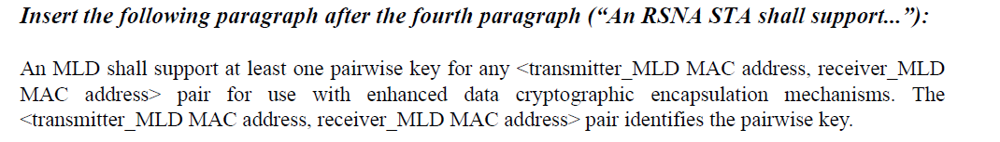 Insert the following paragraph after the fourth paragraph (“An RSNA STA shall support...”):
An MLD shall support at least one pairwise key for any <transmitter_MLD MAC address, receiver_MLD
MAC address> pair for use with enhanced data cryptographic encapsulation mechanisms. The
<transmitter_MLD MAC address, receiver_MLD MAC address> pair identifies the pairwise key.